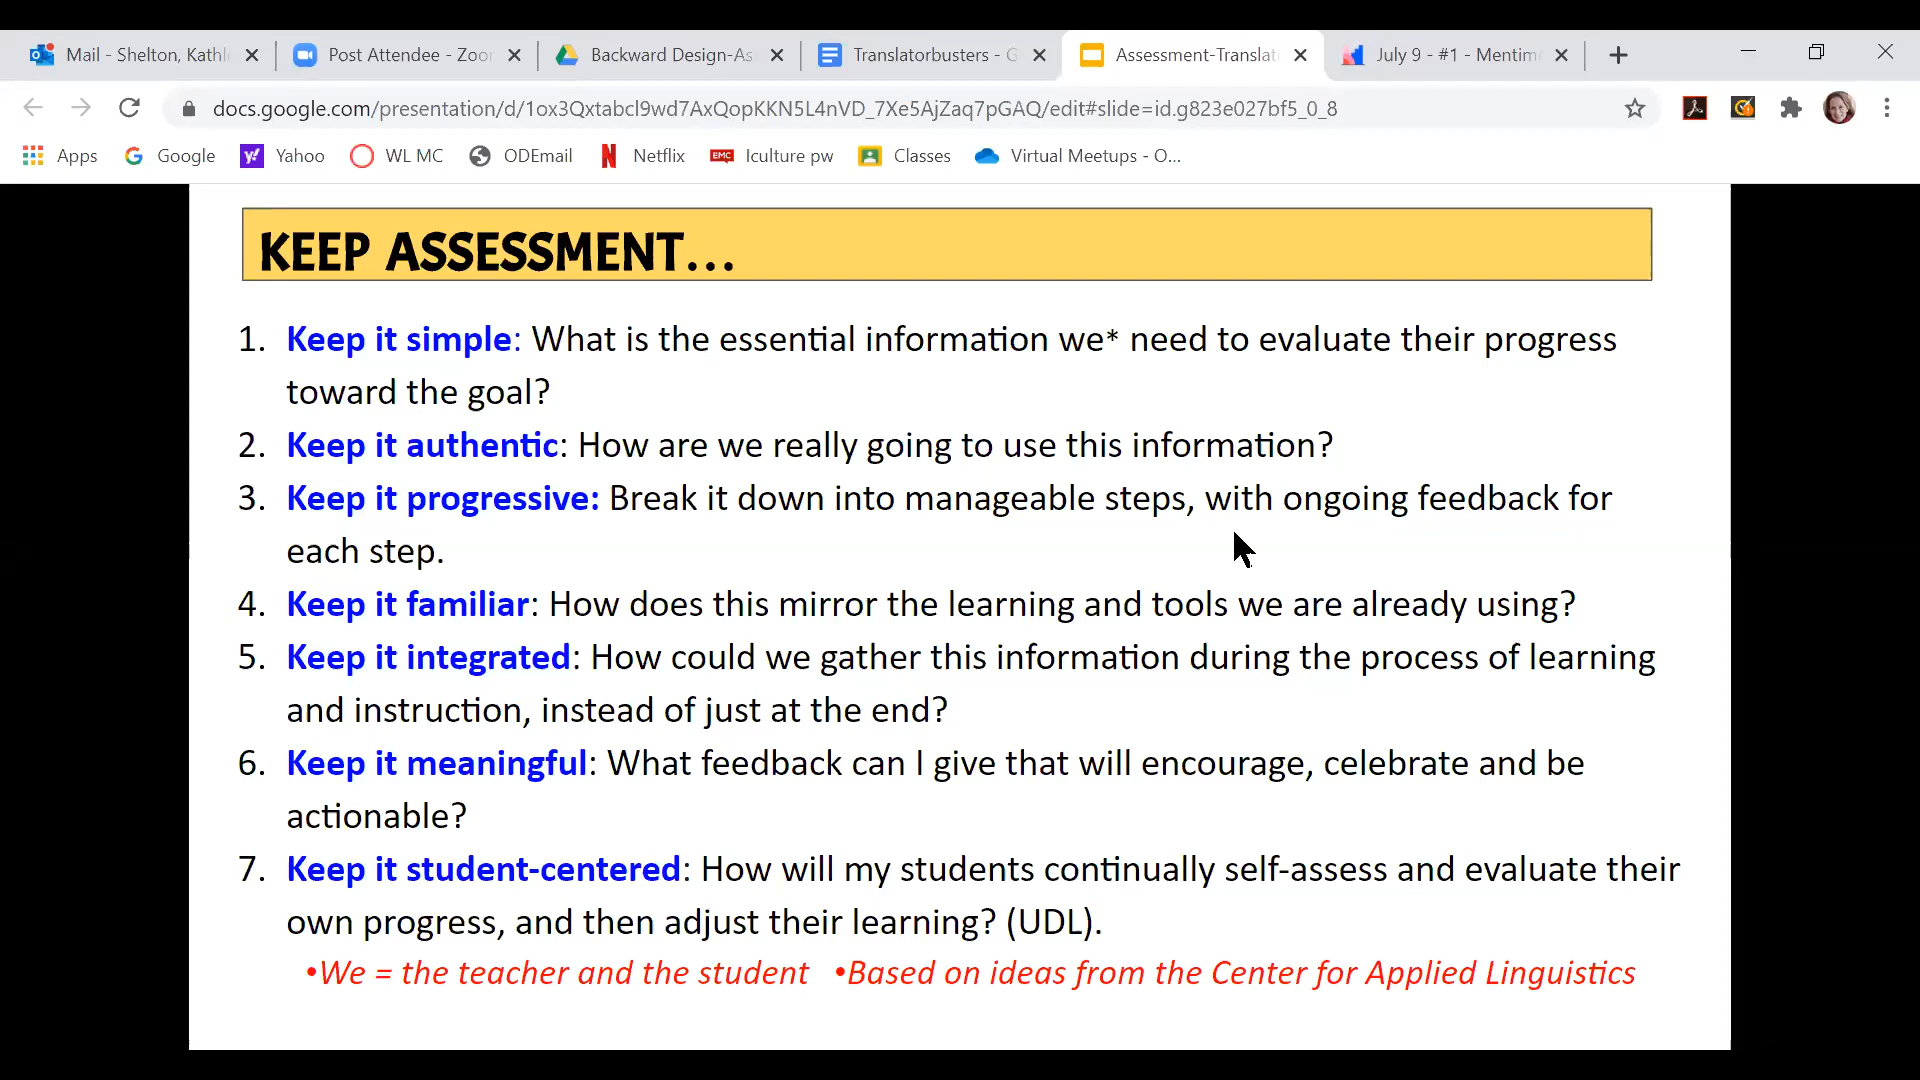 Mail - Shelton, Kathl
Post Attendee - Zoo
Backward Design-As
Translatorbusters - G
Assessment-Translat
July 9 - #1 - Mentim
docs.google.com/presentation/d/1ox3Qxtabcl9wd7AxQopKKN5L4nVD_7Xe5AjZaq7pGAQ/edit#slide=id.g823e027bf5_0_8
Apps
Google
Yahoo
WL MC
ODEmail
Netflix
EMC
Iculture pw
Classes
Virtual Meetups - O...
KEEP ASSESSMENT...
1. Keep it simple: What is the essential information we* need to evaluate their progress
toward the goal?
2. Keep it authentic: How are we really going to use this information?
3. Keep it progressive: Break it down into manageable steps, with ongoing feedback for
each step.
4. Keep it familiar: How does this mirror the learning and tools we are already using?
5. Keep it integrated: How could we gather this information during the process of learning
and instruction, instead of just at the end?
6. Keep it meaningful: What feedback can I give that will encourage, celebrate and be
actionable?
7. Keep it student-centered: How will my students continually self-assess and evaluate their
own progress, and then adjust their learning? (UDL).
•We = the teacher and the student •Based on ideas from the Center for Applied Linguistics